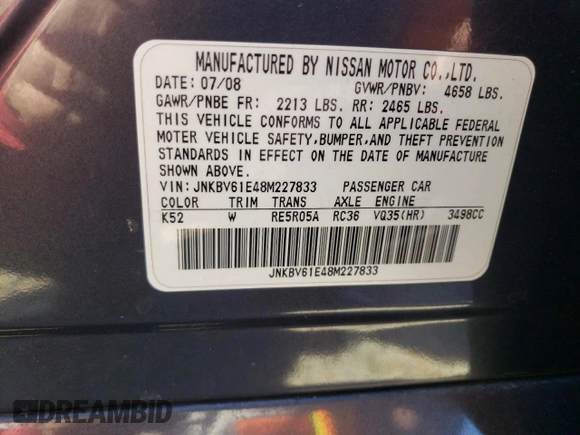 MANUFACTURED BY NISSAN MOTOR CO.,LTD.
DATE: 07/08 GVWR/PNBV: 4658 LBS.
GAWR/PNBE FR: 2213 LBS. RR: 2465 LBS.
THIS VEHICLE CONFORMS TO ALL APPLICABLE FEDERAL
MOTER VEHICLE SAFETY,BUMPER,AND THEFT PREVENTION
STANDARDS IN EFFECT ON THE DATE OF MANUFACTURE
SHOWN ABOVE.
VIN: JNKBV61E48M227833 PASSENGER CAR
COLOR TRIM TRANS AXLE ENGINE
K52 W RE5R05A RC36 VQ35(HR) 3498CC
JNKBV61E48M227833
DREAMBID